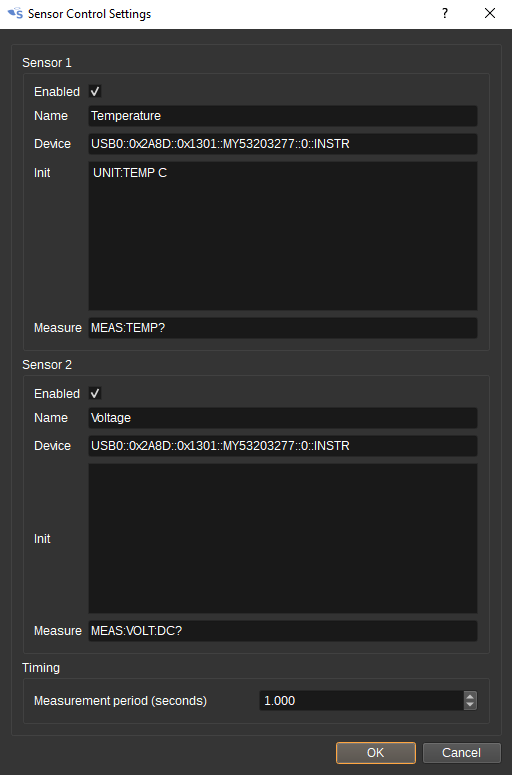 Sensor Control Settings ?
Sensor 1
Enabled
Name Temperature
Device USB0::0x2A8D::0x1301::MY53203277::0::INSTR
Init UNIT:TEMP C
Measure MEAS:TEMP?
Sensor 2
Enabled
Name Voltage
Device USB0::0x2A8D::0x1301::MY53203277::0::INSTR
Init
Measure MEAS:VOLT:DC?
Timing
Measurement period (seconds) 1.000
OK Cancel